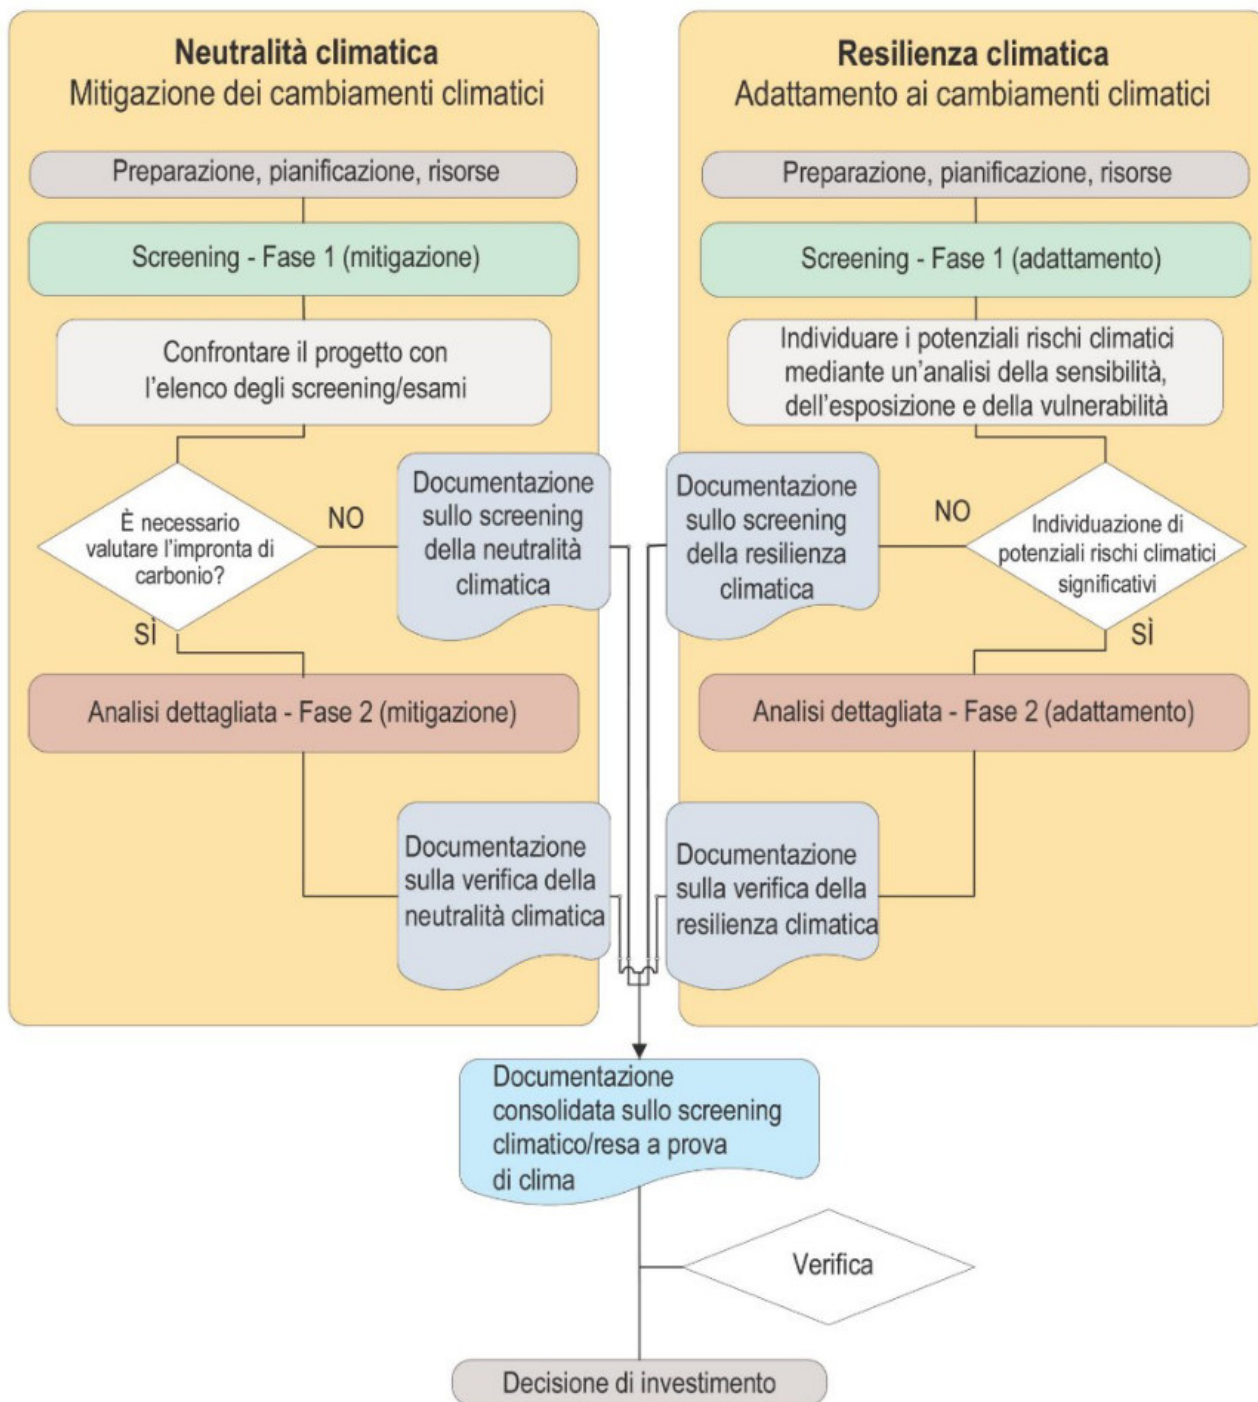 Neutralità climatica
Mitigazione dei cambiamenti climatici
Preparazione, pianificazione, risorse
Screening - Fase 1 (mitigazione)
Confrontare il progetto con
l'elenco degli screening/esami
È necessario
valutare l'impronta di
carbonio?
NO
SÌ
Documentazione
sullo screening
della neutralità
climatica
Analisi dettagliata - Fase 2 (mitigazione)
Documentazione
sulla verifica della
neutralità climatica
Resilienza climatica
Adattamento ai cambiamenti climatici
Preparazione, pianificazione, risorse
Screening - Fase 1 (adattamento)
Individuare i potenziali rischi climatici
mediante un'analisi della sensibilità,
dell'esposizione e della vulnerabilità
Documentazione
sullo screening
della resilienza
climatica
NO
Individuazione di
potenziali rischi climatici
significativi
SÌ
Analisi dettagliata - Fase 2 (adattamento)
Documentazione
sulla verifica della
resilienza climatica
Documentazione
consolidata sullo screening
climatico/resa a prova
di clima
Verifica
Decisione di investimento